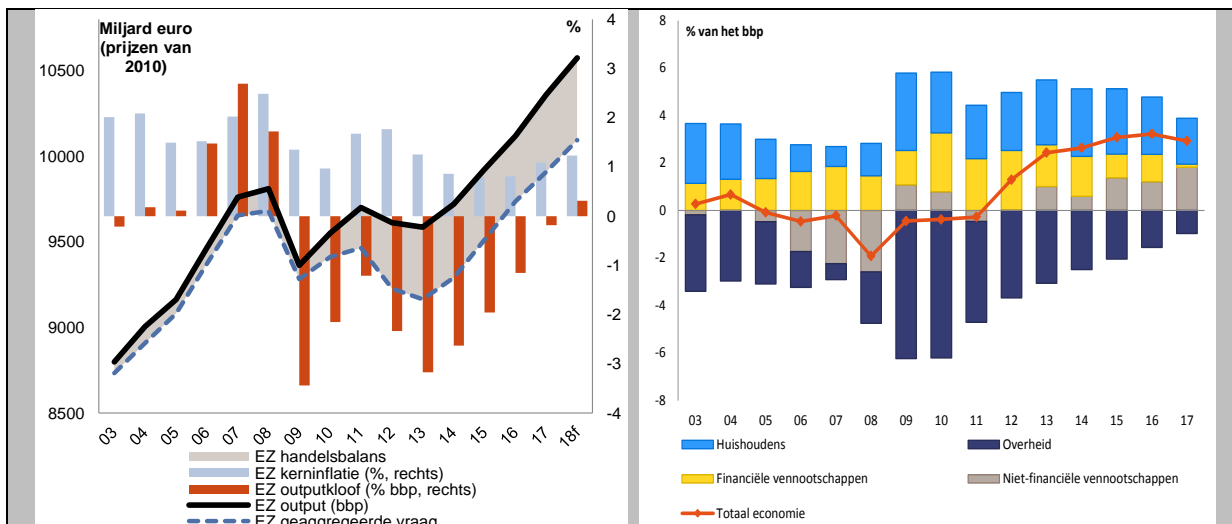 Miljard euro
(prijzen van
2010)
%
10500
10000
9500
9000
8500
4
3
2
1
0
-1
-2
-3
-4
03 04 05 06 07 08 09 10 11 12 13 14 15 16 17 18f
EZ handelsbalans
EZ kerninflatie (%, rechts)
EZ outputkloof (% bbp, rechts)
EZ output (bbp)
EZ geaggregeerde vraag
% van het bbp
8
6
4
2
0
-2
-4
-6
-8
03 04 05 06 07 08 09 10 11 12 13 14 15 16 17
Huishoudens
Overheid
Financiële vennootschappen
Niet-financiële vennootschappen
Totaal economie